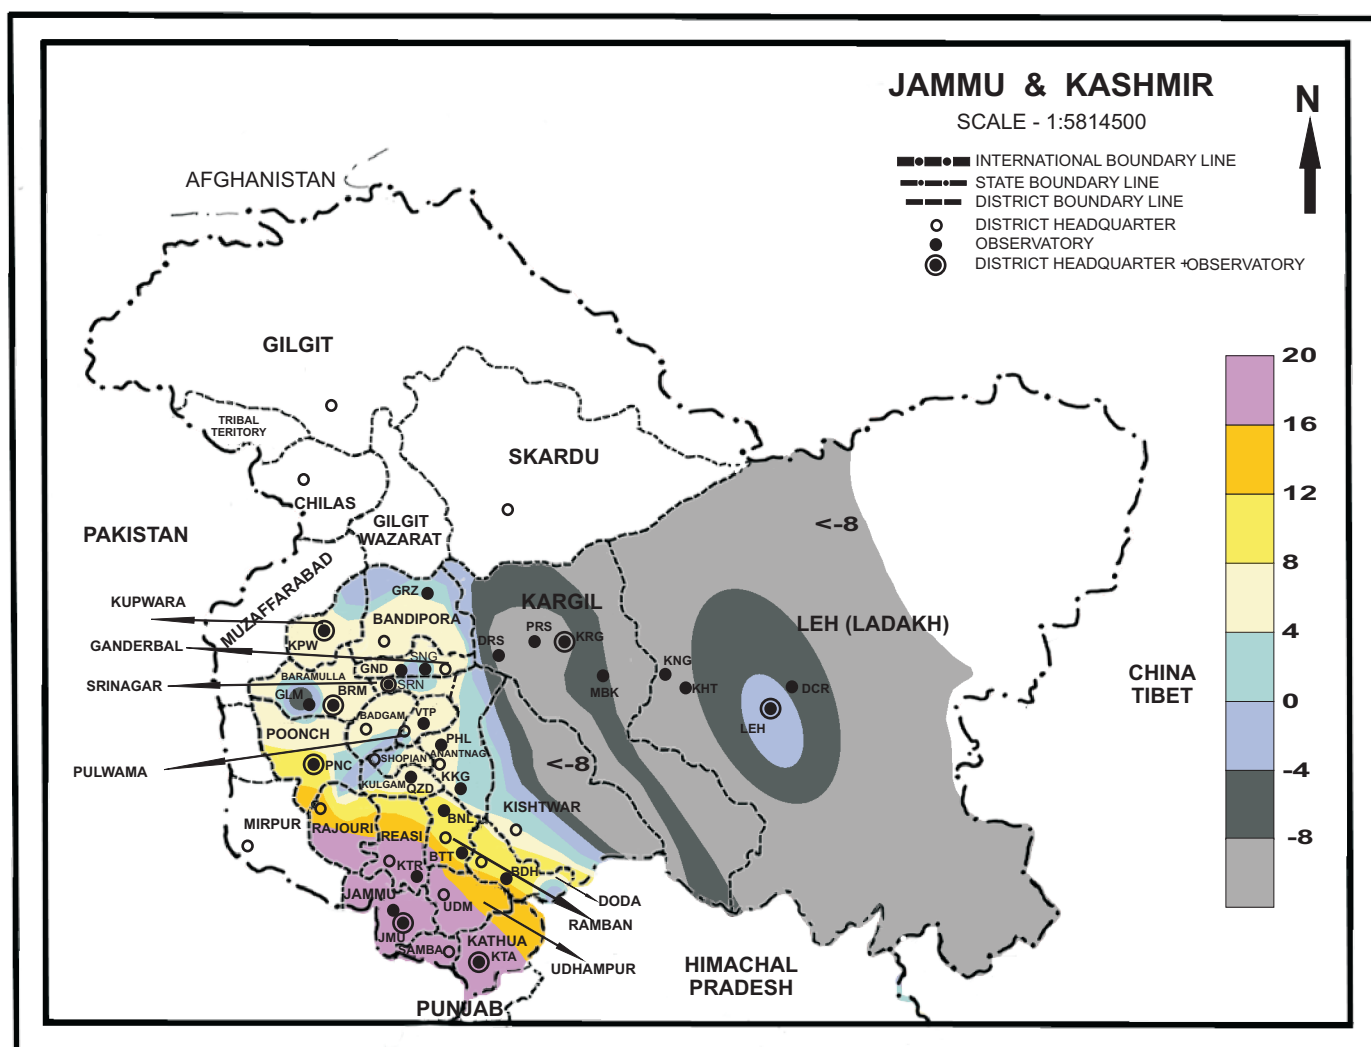 JAMMU & KASHMIR
SCALE - 1:5814500
N
INTERNATIONAL BOUNDARY LINE
STATE BOUNDARY LINE
DISTRICT BOUNDARY LINE
DISTRICT HEADQUARTER
OBSERVATORY
DISTRICT HEADQUARTER +OBSERVATORY
AFGHANISTAN
GILGIT
20
16
12
8
4
0
-4
-8
TRIBAL
TERITORY
SKARDU
CHILAS
GILGIT
WAZARAT
PAKISTAN
<-8
MUZAFFARABAD
KUPWARA
GANDERBAL
SRINAGAR
PULWAMA
GRZ
BANDIPORA
KPW
KARGIL
PRS
KRG
DRS
MBK
LEH (LADAKH)
KNG
KHT
DCR
LEH
CHINA
TIBET
SNG
GND
SRN
BARAMULLA
GLM
BRM
BADGAM
VTP
POONCH
PHL
PNC
SHOPIAN
ANANTNAG
KULGAM
QZD
KKG
<-8
KISHTWAR
MIRPUR
RAJOURI
REASI
BNL
BTT
KTR
BDH
DODA
RAMBAN
JAMMU
UDM
JMU
SAMBA
KATHUA
KTA
UDHAMPUR
HIMACHAL
PRADESH
PUNJAB